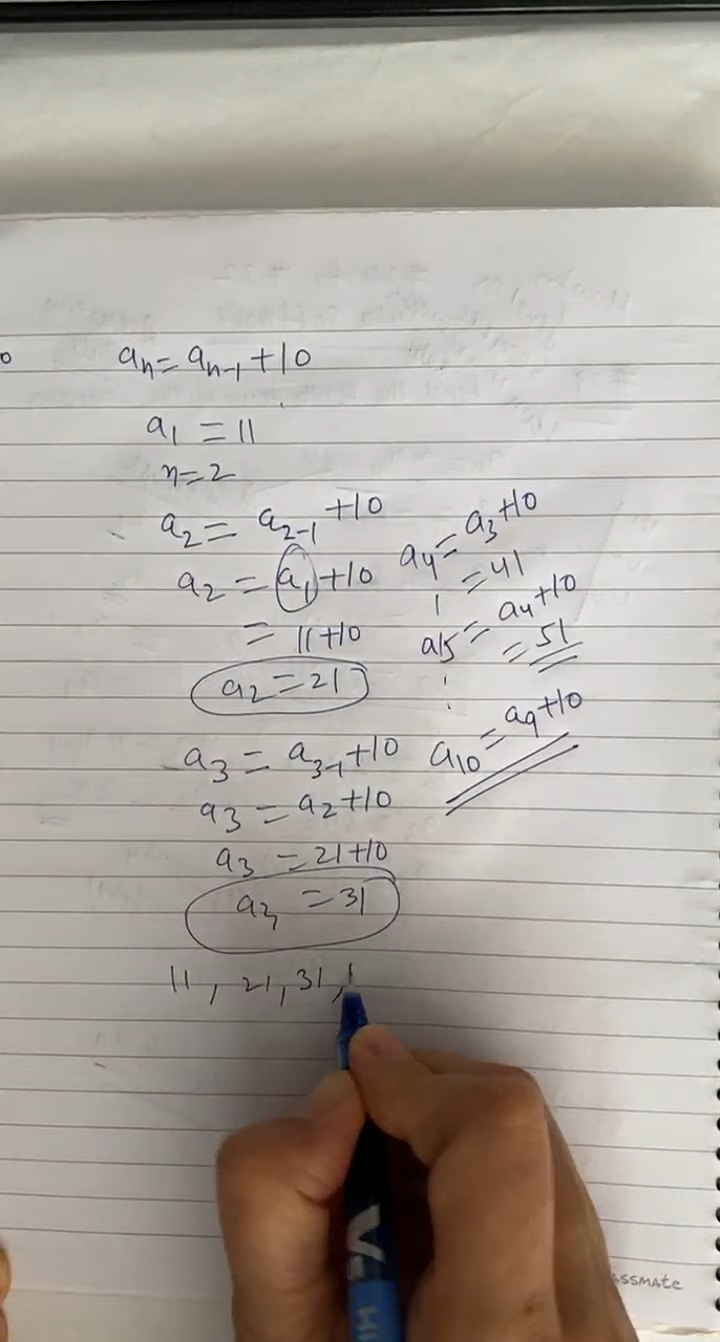 0
aₙ = aₙ₋₁ + 10
a₁ = 11
n = 2
a₂ = a₂₋₁ + 10
a₂ = a₁ + 10
= 11 + 10
a₂ = 21
a₃ = a₃₋₁ + 10
a₃ = a₂ + 10
a₃ = 21 + 10
a₃ = 31
11, 21, 31,
a₄ = a₃ + 10
= 41
a₅ = a₄ + 10
= 51
a₁₀ = a₉ + 10